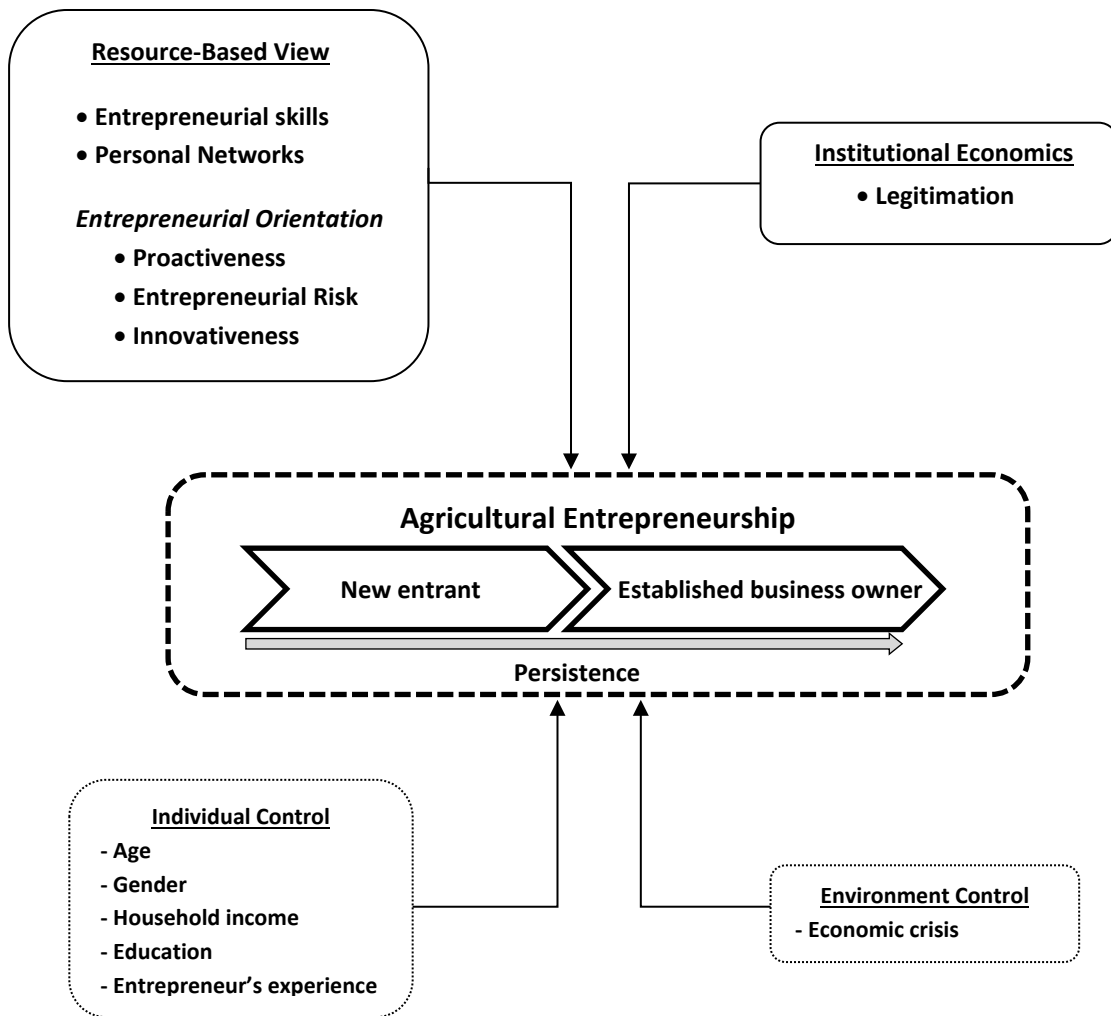 Resource-Based View
• Entrepreneurial skills
• Personal Networks
Entrepreneurial Orientation
• Proactiveness
• Entrepreneurial Risk
• Innovativeness
Institutional Economics
• Legitimation
Agricultural Entrepreneurship
New entrant
Established business owner
Persistence
Individual Control
- Age
- Gender
- Household income
- Education
- Entrepreneur’s experience
Environment Control
- Economic crisis